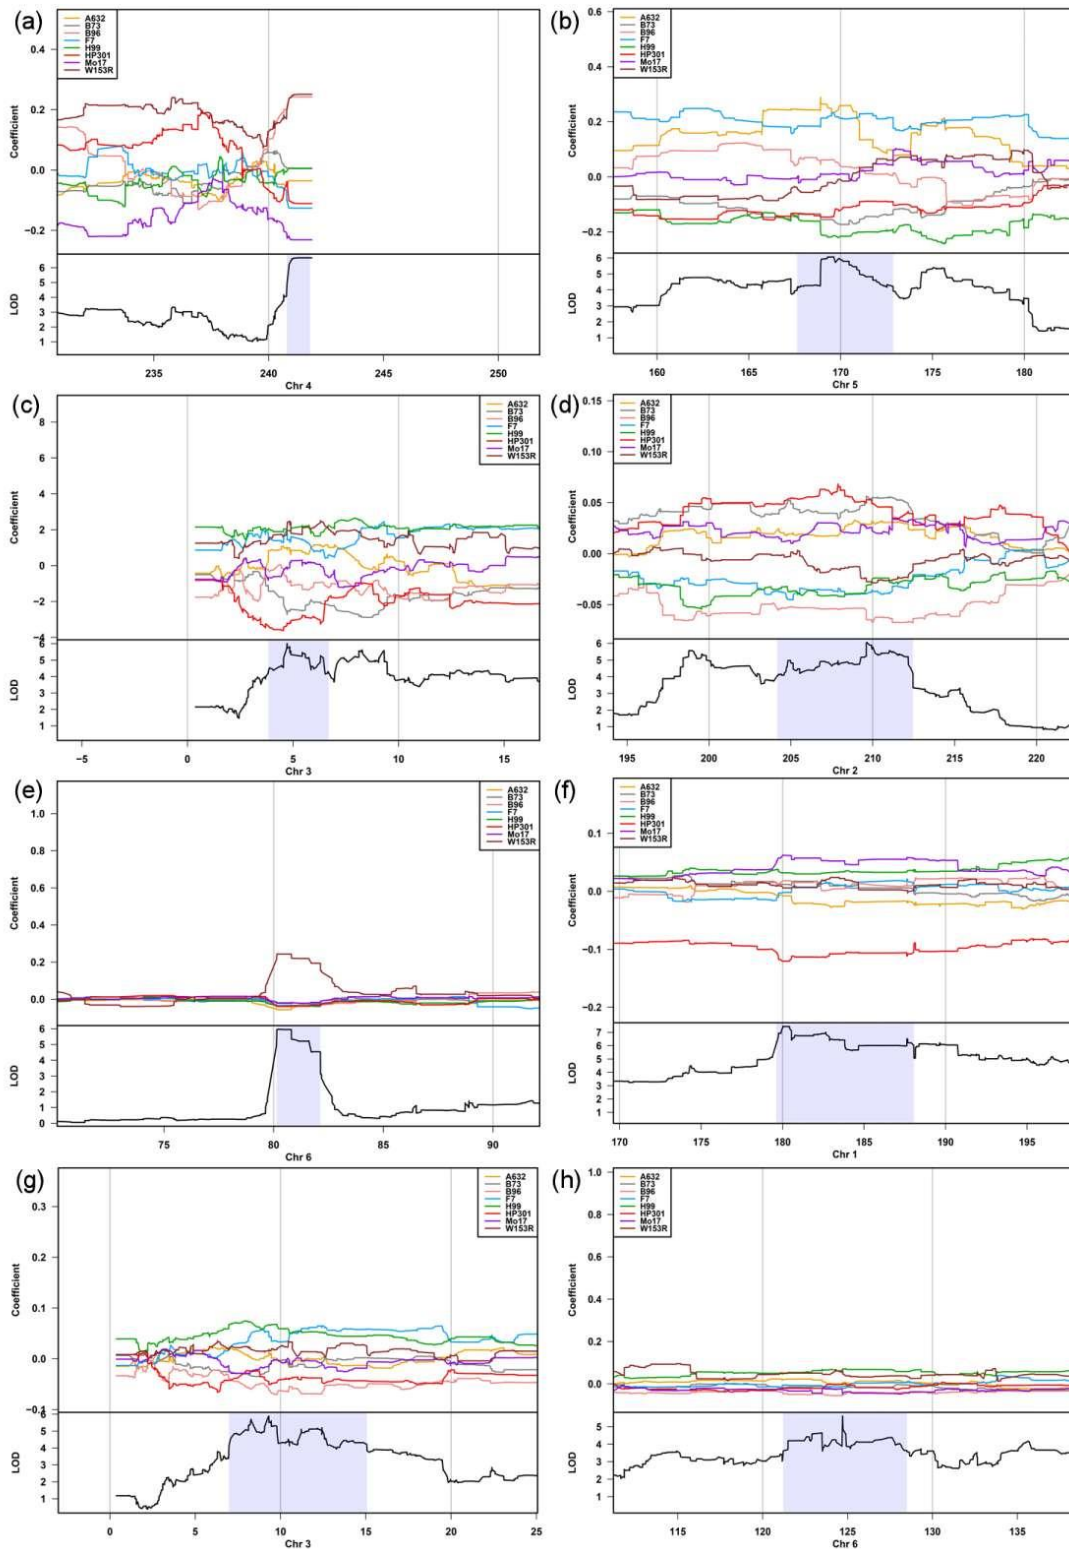 (a)
A632
B73
B96
F7
H99
HP301
Mo17
W153R
Coefficient
0.4
0.2
0.0
−0.2
LOD
6
5
4
3
2
1
235 240 245 250
Chr 4
(b)
A632
B73
B96
F7
H99
HP301
Mo17
W153R
Coefficient
0.6
0.4
0.2
0.0
−0.2
LOD
6
5
4
3
2
1
160 165 170 175 180
Chr 5
(c)
A632
B73
B96
F7
H99
HP301
Mo17
W153R
Coefficient
8
6
4
2
0
−2
−4
LOD
6
5
4
3
2
1
−5 0 5 10 15
Chr 3
(d)
A632
B73
B96
F7
H99
HP301
Mo17
W153R
Coefficient
0.15
0.10
0.05
0.00
−0.05
LOD
6
5
4
3
2
1
195 200 205 210 215 220
Chr 2
(e)
A632
B73
B96
F7
H99
HP301
Mo17
W153R
Coefficient
1.0
0.8
0.6
0.4
0.2
0.0
LOD
6
5
4
3
2
1
0
75 80 85 90
Chr 6
(f)
A632
B73
B96
F7
H99
HP301
Mo17
W153R
Coefficient
0.1
0.0
−0.1
−0.2
LOD
7
6
5
4
3
2
1
170 175 180 185 190 195
Chr 1
(g)
A632
B73
B96
F7
H99
HP301
Mo17
W153R
Coefficient
0.3
0.2
0.1
0.0
−0.1
LOD
6
5
4
3
2
1
0 5 10 15 20 25
Chr 3
(h)
A632
B73
B96
F7
H99
HP301
Mo17
W153R
Coefficient
1.0
0.8
0.6
0.4
0.2
0.0
LOD
5
4
3
2
1
115 120 125 130 135
Chr 6